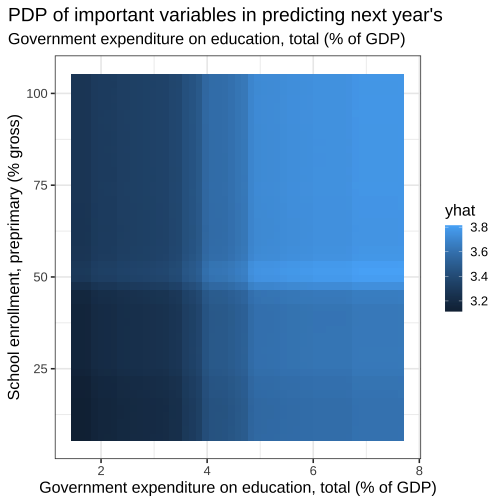 PDP of important variables in predicting next year's
Government expenditure on education, total (% of GDP)
School enrollment, preprimary (% gross)
100
75
50
25
2
4
6
8
Government expenditure on education, total (% of GDP)
yhat
3.8
3.6
3.4
3.2